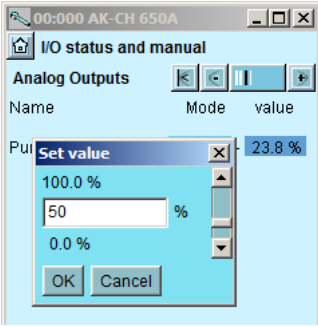 00:000 AK-CH 650A
I/O status and manual
Analog Outputs
Name Mode value
Pu 23.8 %
Set value
100.0 %
50 %
0.0 %
OK Cancel